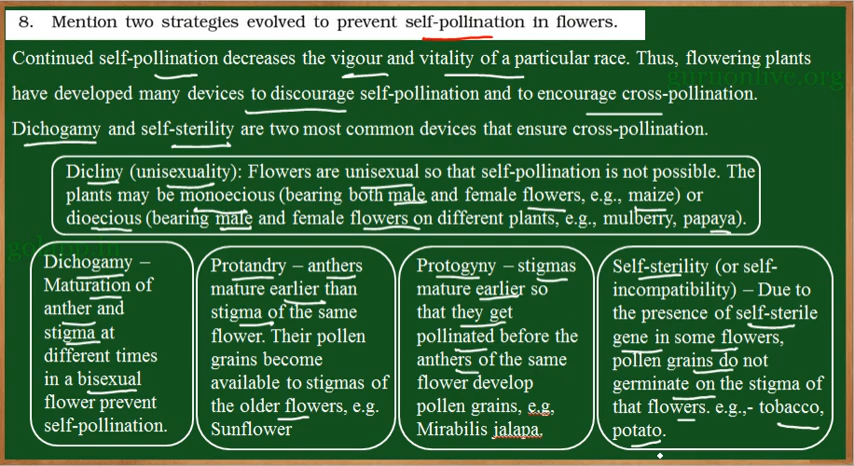 8. Mention two strategies evolved to prevent self-pollination in flowers.
Continued self-pollination decreases the vigour and vitality of a particular race. Thus, flowering plants
have developed many devices to discourage self-pollination and to encourage cross-pollination.
Dichogamy and self-sterility are two most common devices that ensure cross-pollination.
Dicliny (unisexuality): Flowers are unisexual so that self-pollination is not possible. The
plants may be monoecious (bearing both male and female flowers, e.g., maize) or
dioecious (bearing male and female flowers on different plants, e.g., mulberry, papaya).
Dichogamy –
Maturation of
anther and
stigma at
different times
in a bisexual
flower prevent
self-pollination.
Protandry – anthers
mature earlier than
stigma of the same
flower. Their pollen
grains become
available to stigmas of
the older flowers, e.g.
Sunflower
Protogyny – stigmas
mature earlier so
that they get
pollinated before the
anthers of the same
flower develop
pollen grains, e.g,
Mirabilis jalapa.
Self-sterility (or self-
incompatibility) – Due to
the presence of self-sterile
gene in some flowers,
pollen grains do not
germinate on the stigma of
that flowers. e.g.,- tobacco,
potato.